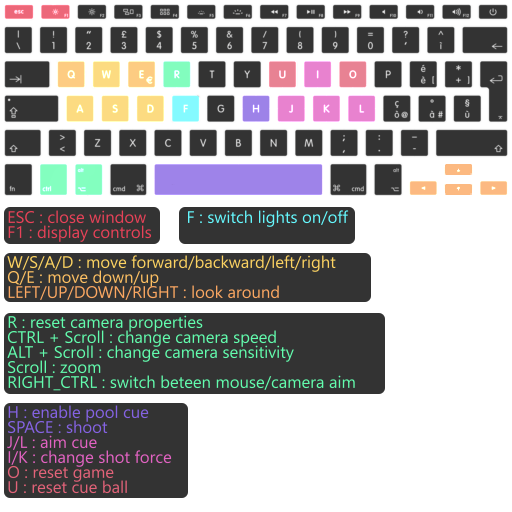 esc F1 F2 F3 F4 F5 F6 F7 F8 F9 F10 F11 F12
| \ ! 1 " 2 £ 3 $ 4 % 5 & 6 / 7 ( 8 ) 9 = 0 ? ' ^ ì
Q W E € R T Y U I O P é è [ * + ]
A S D F G H J K L ç ò @ ° à # § ù
> < Z X C V B N M ; , : . _ -
fn ctrl alt cmd cmd alt
ESC : close window
F1 : display controls
F : switch lights on/off
W/S/A/D : move forward/backward/left/right
Q/E : move down/up
LEFT/UP/DOWN/RIGHT : look around
R : reset camera properties
CTRL + Scroll : change camera speed
ALT + Scroll : change camera sensitivity
Scroll : zoom
RIGHT_CTRL : switch beteen mouse/camera aim
H : enable pool cue
SPACE : shoot
J/L : aim cue
I/K : change shot force
O : reset game
U : reset cue ball